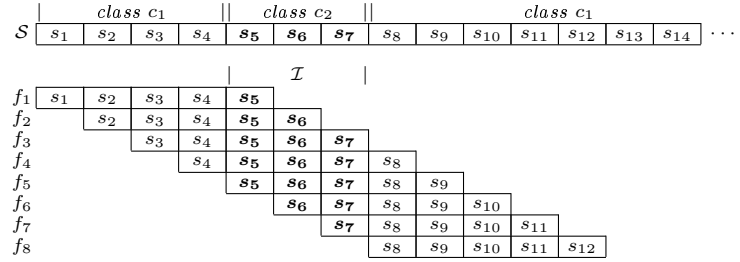 | class c₁ || class c₂ || class c₁
𝒮 s₁ s₂ s₃ s₄ s₅ s₆ s₇ s₈ s₉ s₁₀ s₁₁ s₁₂ s₁₃ s₁₄ ⋯
| ℐ |
f₁ s₁ s₂ s₃ s₄ s₅
f₂ s₂ s₃ s₄ s₅ s₆
f₃ s₃ s₄ s₅ s₆ s₇
f₄ s₄ s₅ s₆ s₇ s₈
f₅ s₅ s₆ s₇ s₈ s₉
f₆ s₆ s₇ s₈ s₉ s₁₀
f₇ s₇ s₈ s₉ s₁₀ s₁₁
f₈ s₈ s₉ s₁₀ s₁₁ s₁₂